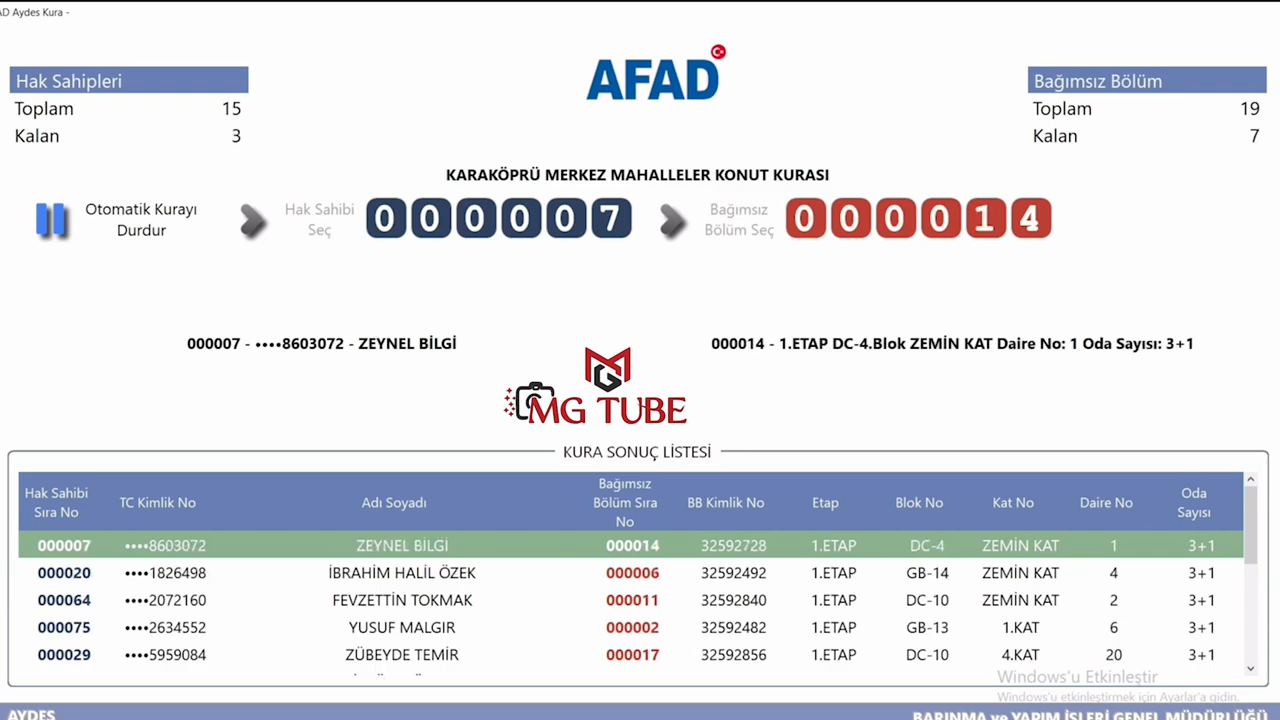 AD Aydes Kura -
AFAD
Hak Sahipleri
Toplam 15
Kalan 3
Bağımsız Bölüm
Toplam 19
Kalan 7
KARAKÖPRÜ MERKEZ MAHALLELER KONUT KURASI
Otomatik Kurayı
Durdur
Hak Sahibi
Seç
000007
Bağımsız
Bölüm Seç
000014
000007 - ••••8603072 - ZEYNEL BİLGİ
000014 - 1.ETAP DC-4.Blok ZEMİN KAT Daire No: 1 Oda Sayısı: 3+1
MG TUBE
KURA SONUÇ LİSTESİ
Hak Sahibi Sıra No TC Kimlik No Adı Soyadı Bağımsız Bölüm Sıra No BB Kimlik No Etap Blok No Kat No Daire No Oda Sayısı
000007 ••••8603072 ZEYNEL BİLGİ 000014 32592728 1.ETAP DC-4 ZEMİN KAT 1 3+1
000020 ••••1826498 İBRAHİM HALİL ÖZEK 000006 32592492 1.ETAP GB-14 ZEMİN KAT 4 3+1
000064 ••••2072160 FEVZETTİN TOKMAK 000011 32592840 1.ETAP DC-10 ZEMİN KAT 2 3+1
000075 ••••2634552 YUSUF MALGIR 000002 32592482 1.ETAP GB-13 1.KAT 6 3+1
000029 ••••5959084 ZÜBEYDE TEMİR 000017 32592856 1.ETAP DC-10 4.KAT 20 3+1
Windows'u Etkinleştir
Windows'u etkinleştirmek için Ayarlar'a gidin.
AYDES
BARINMA ve YAPIM İŞLERİ GENEL MÜDÜRLÜĞÜ